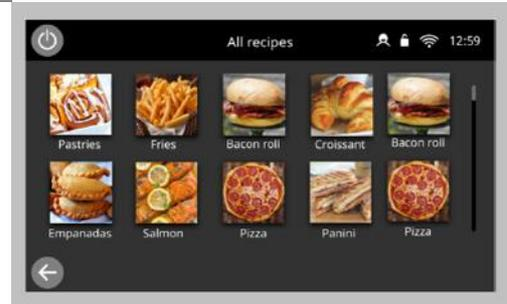 All recipes 12:59
Pastries Fries Bacon roll Croissant Bacon roll
Empanadas Salmon Pizza Panini Pizza